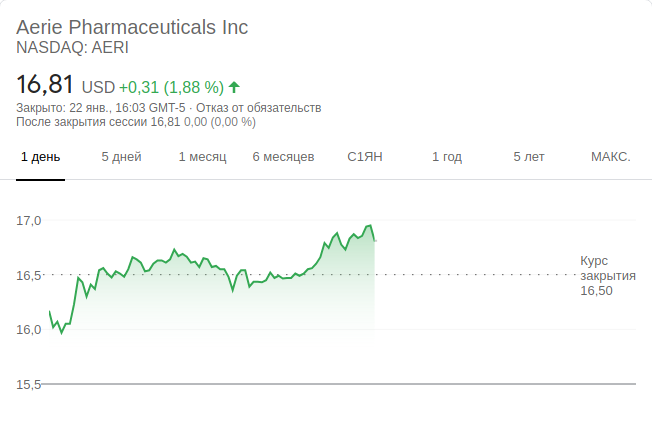 Aerie Pharmaceuticals Inc
NASDAQ: AERI
16,81 USD +0,31 (1,88 %)
Закрыто: 22 янв., 16:03 GMT-5 · Отказ от обязательств
После закрытия сессии 16,81 0,00 (0,00 %)
1 день 5 дней 1 месяц 6 месяцев С1ЯН 1 год 5 лет МАКС.
17,0
16,5
16,0
15,5
Курс
закрытия
16,50